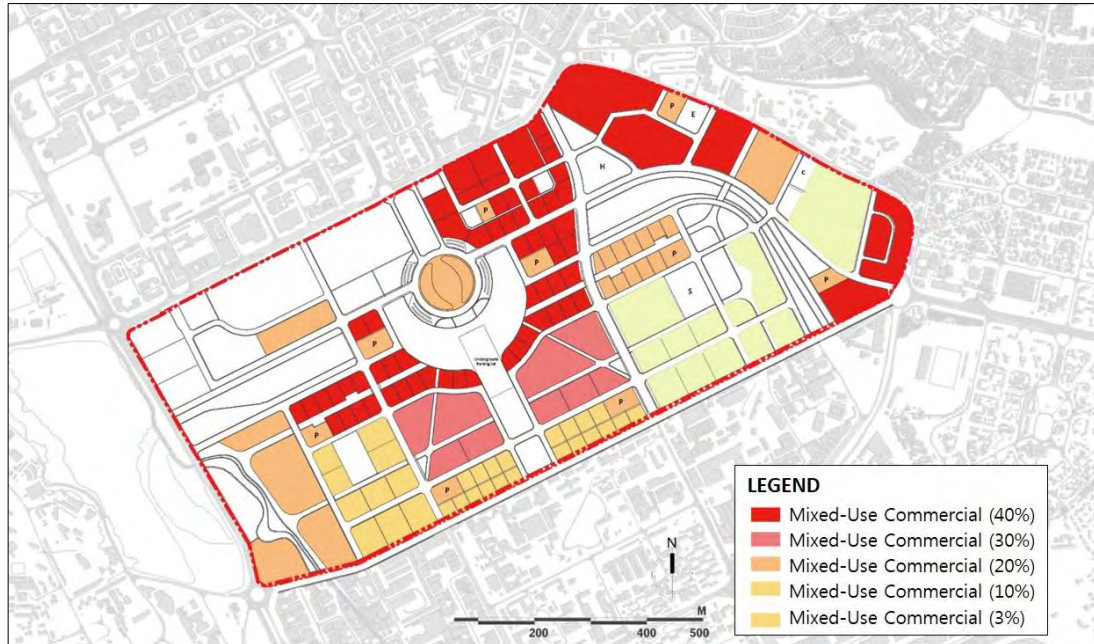 P
E
H
C
P
P
P
P
S
P
Underground
Parking Lot
P
P
P
LEGEND
Mixed-Use Commercial (40%)
Mixed-Use Commercial (30%)
Mixed-Use Commercial (20%)
Mixed-Use Commercial (10%)
Mixed-Use Commercial (3%)
N
M
200
400
500